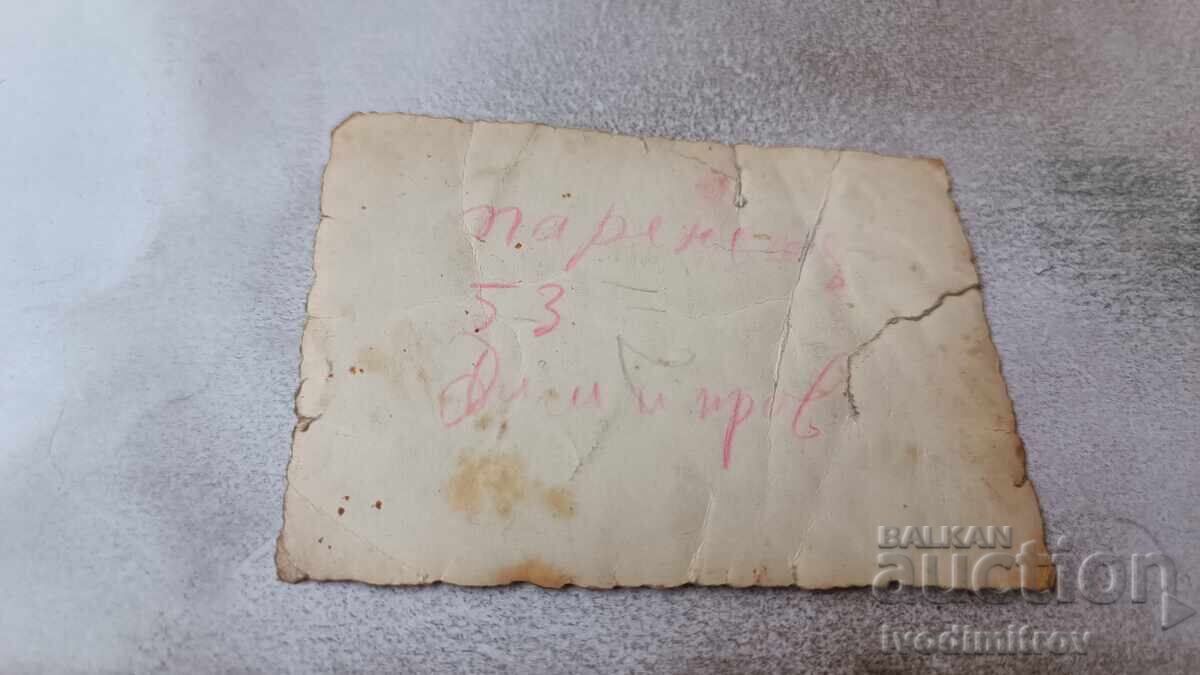 53
Димитров
BALKAN
auction
ivodimitrov